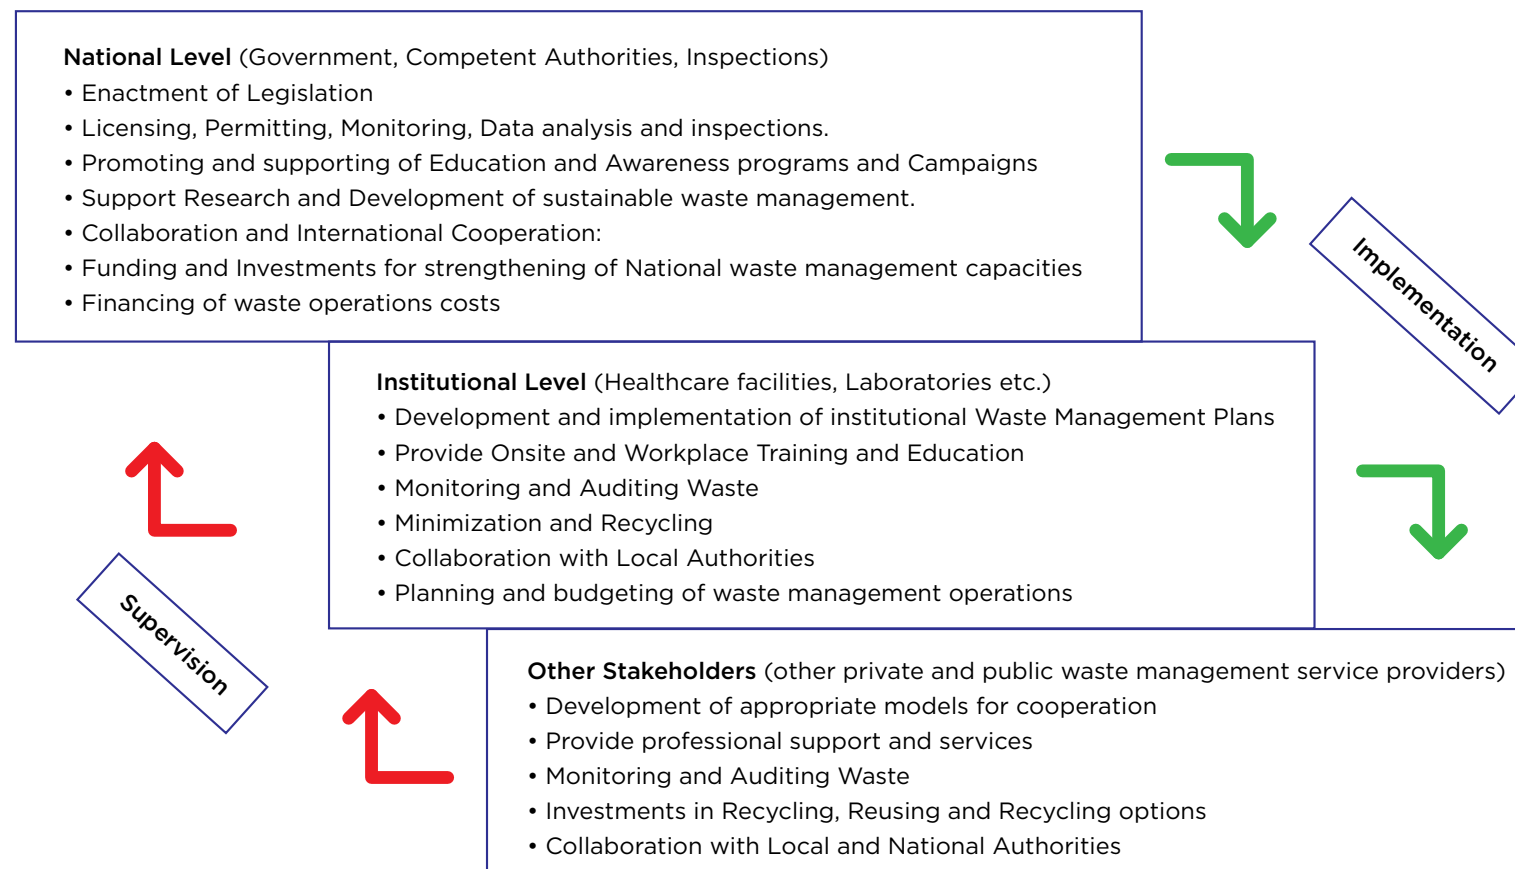 National Level (Government, Competent Authorities, Inspections)
• Enactment of Legislation
• Licensing, Permitting, Monitoring, Data analysis and inspections.
• Promoting and supporting of Education and Awareness programs and Campaigns
• Support Research and Development of sustainable waste management.
• Collaboration and International Cooperation:
• Funding and Investments for strengthening of National waste management capacities
• Financing of waste operations costs
Implementation
Institutional Level (Healthcare facilities, Laboratories etc.)
• Development and implementation of institutional Waste Management Plans
• Provide Onsite and Workplace Training and Education
• Monitoring and Auditing Waste
• Minimization and Recycling
• Collaboration with Local Authorities
• Planning and budgeting of waste management operations
Supervision
Other Stakeholders (other private and public waste management service providers)
• Development of appropriate models for cooperation
• Provide professional support and services
• Monitoring and Auditing Waste
• Investments in Recycling, Reusing and Recycling options
• Collaboration with Local and National Authorities